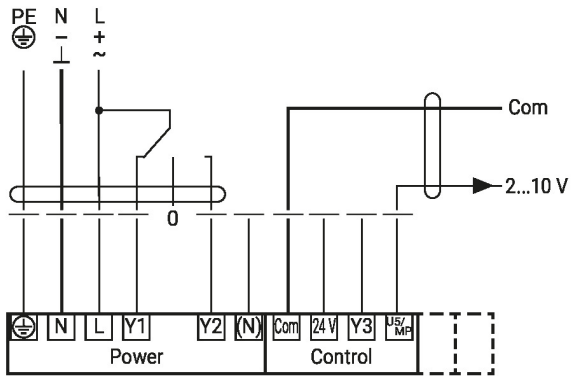 PE N L
– +
⊥ ~
Com
2...10 V
0
N L Y1 Y2 (N) Com 24 V Y3 U5/MP
Power Control